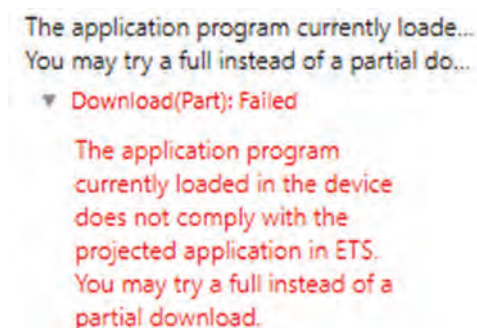 The application program currently loade...
You may try a full instead of a partial do...
Download(Part): Failed
The application program
currently loaded in the device
does not comply with the
projected application in ETS.
You may try a full instead of a
partial download.